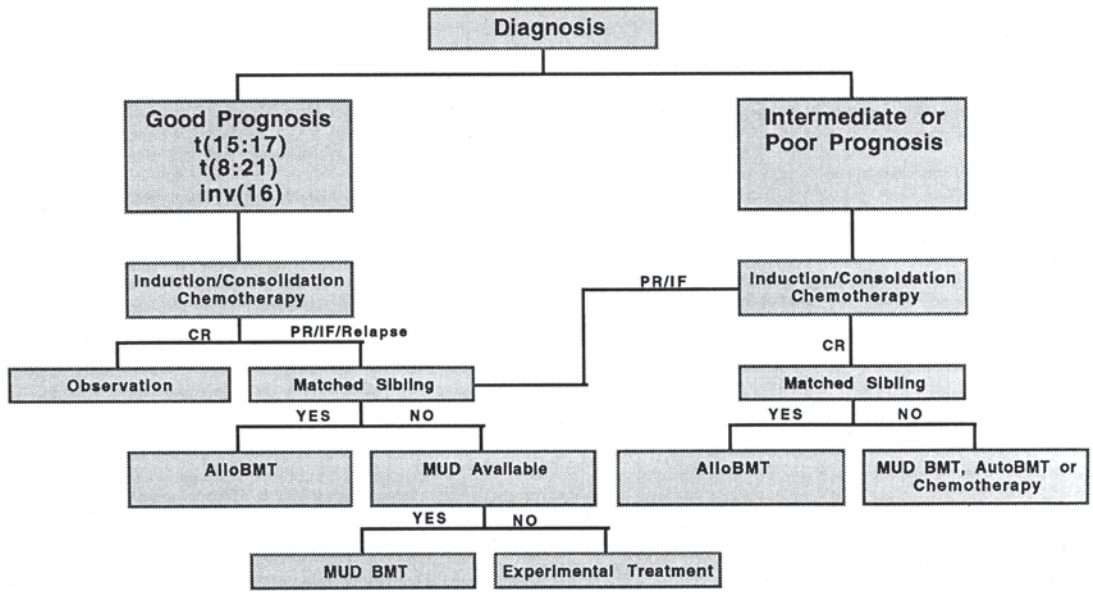 Diagnosis
Good Prognosis
t(15:17)
t(8:21)
inv(16)
Intermediate or
Poor Prognosis
Induction/Consolidation
Chemotherapy
PR/IF
Induction/Consoldation
Chemotherapy
CR
PR/IF/Relapse
CR
Observation
Matched Sibling
Matched Sibling
YES
NO
YES
NO
AlloBMT
MUD Available
AlloBMT
MUD BMT, AutoBMT or
Chemotherapy
YES
NO
MUD BMT
Experimental Treatment